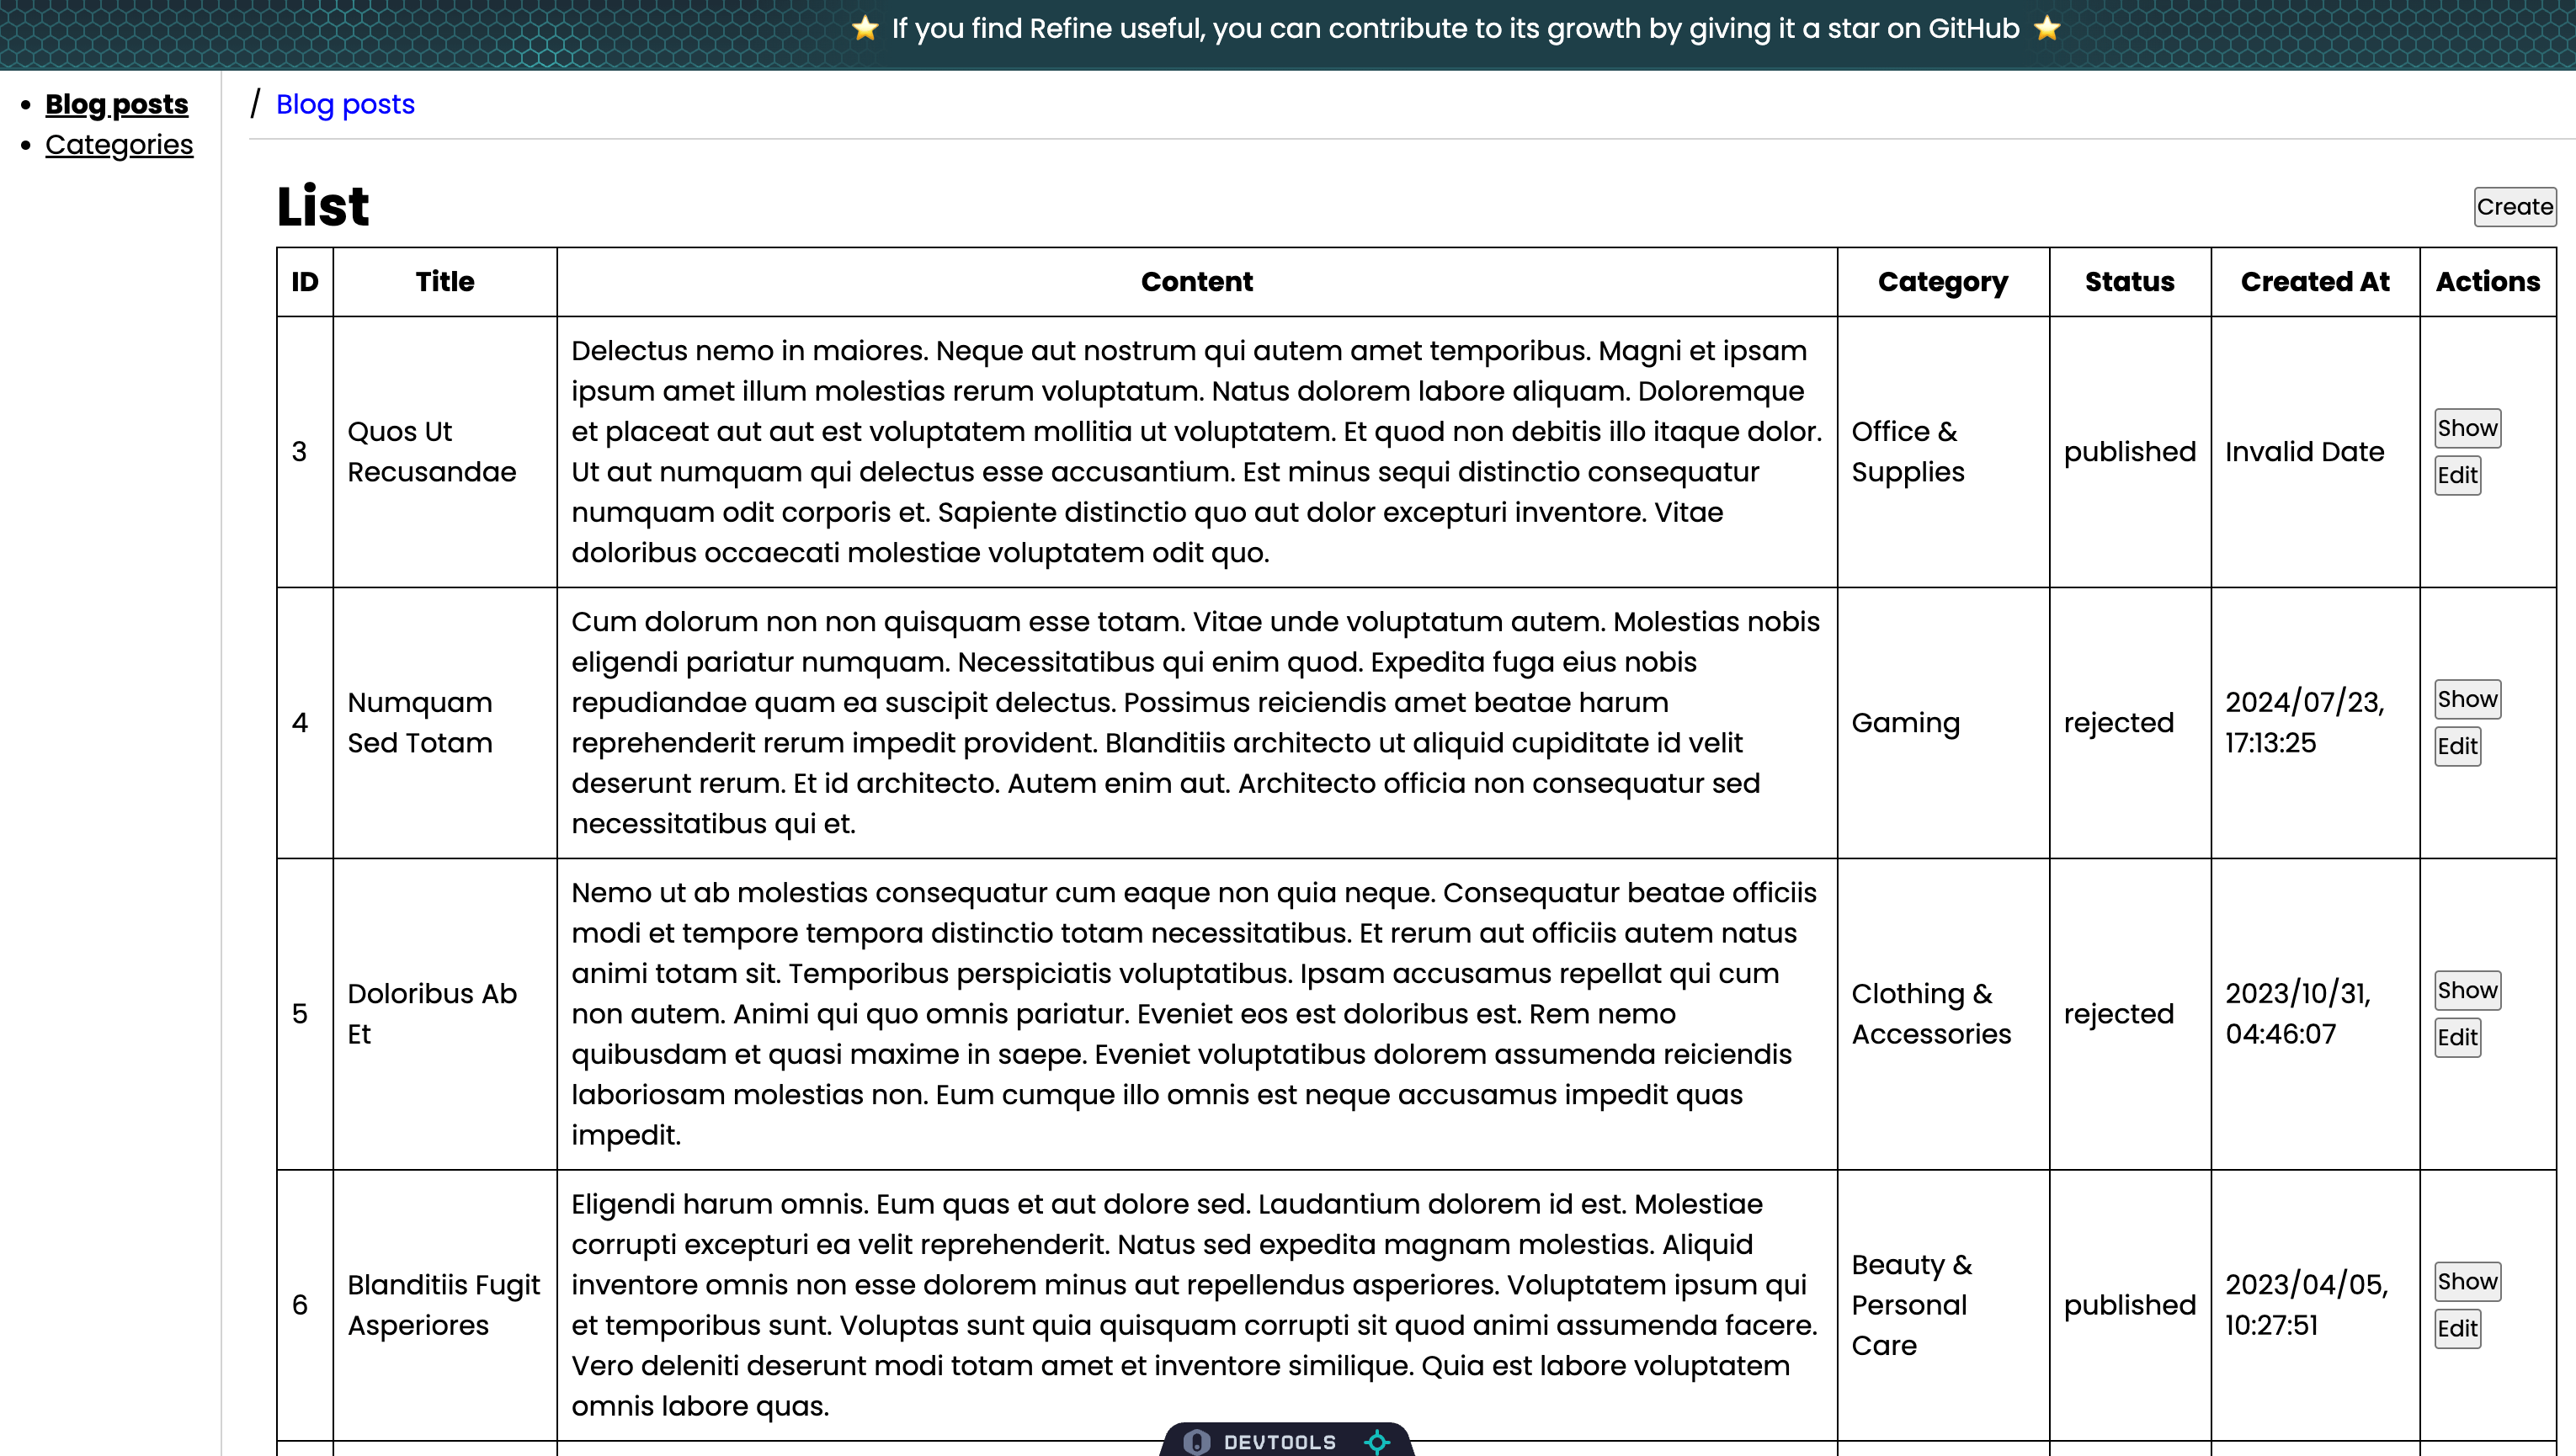 ⭐ If you find Refine useful, you can contribute to its growth by giving it a star on GitHub ⭐
• Blog posts
• Categories
/ Blog posts
List
Create
ID Title Content Category Status Created At Actions
3
Quos Ut
Recusandae
Delectus nemo in maiores. Neque aut nostrum qui autem amet temporibus. Magni et ipsam
ipsum amet illum molestias rerum voluptatum. Natus dolorem labore aliquam. Doloremque
et placeat aut aut est voluptatem mollitia ut voluptatem. Et quod non debitis illo itaque dolor.
Ut aut numquam qui delectus esse accusantium. Est minus sequi distinctio consequatur
numquam odit corporis et. Sapiente distinctio quo aut dolor excepturi inventore. Vitae
doloribus occaecati molestiae voluptatem odit quo.
Office &
Supplies
published
Invalid Date
Show
Edit
4
Numquam
Sed Totam
Cum dolorum non non quisquam esse totam. Vitae unde voluptatum autem. Molestias nobis
eligendi pariatur numquam. Necessitatibus qui enim quod. Expedita fuga eius nobis
repudiandae quam ea suscipit delectus. Possimus reiciendis amet beatae harum
reprehenderit rerum impedit provident. Blanditiis architecto ut aliquid cupiditate id velit
deserunt rerum. Et id architecto. Autem enim aut. Architecto officia non consequatur sed
necessitatibus qui et.
Gaming
rejected
2024/07/23,
17:13:25
Show
Edit
5
Doloribus Ab
Et
Nemo ut ab molestias consequatur cum eaque non quia neque. Consequatur beatae officiis
modi et tempore tempora distinctio totam necessitatibus. Et rerum aut officiis autem natus
animi totam sit. Temporibus perspiciatis voluptatibus. Ipsam accusamus repellat qui cum
non autem. Animi qui quo omnis pariatur. Eveniet eos est doloribus est. Rem nemo
quibusdam et quasi maxime in saepe. Eveniet voluptatibus dolorem assumenda reiciendis
laboriosam molestias non. Eum cumque illo omnis est neque accusamus impedit quas
impedit.
Clothing &
Accessories
rejected
2023/10/31,
04:46:07
Show
Edit
6
Blanditiis Fugit
Asperiores
Eligendi harum omnis. Eum quas et aut dolore sed. Laudantium dolorem id est. Molestiae
corrupti excepturi ea velit reprehenderit. Natus sed expedita magnam molestias. Aliquid
inventore omnis non esse dolorem minus aut repellendus asperiores. Voluptatem ipsum qui
et temporibus sunt. Voluptas sunt quia quisquam corrupti sit quod animi assumenda facere.
Vero deleniti deserunt modi totam amet et inventore similique. Quia est labore voluptatem
omnis labore quas.
Beauty &
Personal
Care
published
2023/04/05,
10:27:51
Show
Edit
DEVTOOLS